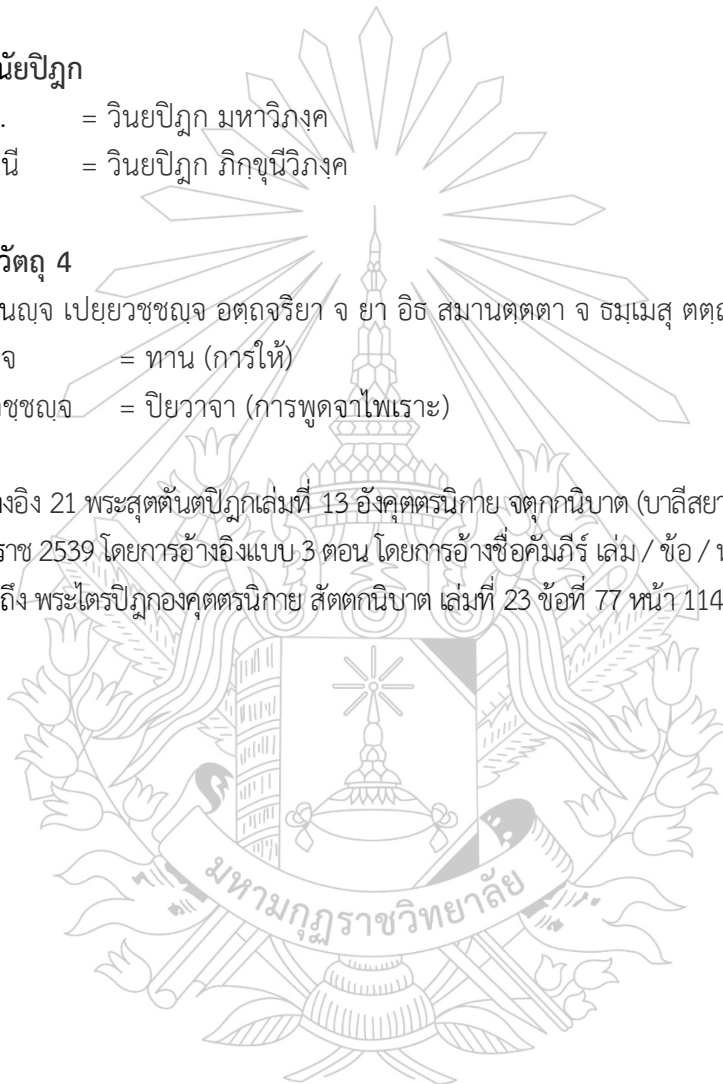 นัยปิฎก
. = วินยปิฎก มหาวิภงฺค
นี = วินยปิฎก ภิกฺขุนีวิภงฺค
วัตถุ 4
นญฺจ เปยฺยวชฺชญฺจ อตฺถจริยา จ ยา อิธ สมานตฺตตา จ ธมฺเมสุ ตตฺถ
จ = ทาน (การให้)
วชฺชญฺจ = ปิยวาจา (การพูดจาไพเราะ)
างอิง 21 พระสุตตันตปิฎกเล่มที่ 13 อังคุตตรนิกาย จตุกกนิบาต (บาลีสยา
ราช 2539 โดยการอ้างอิงแบบ 3 ตอน โดยการอ้างชื่อคัมภีร์ เล่ม / ข้อ / ห
ถึง พระไตรปิฎกองคุตตรนิกาย สัตตกนิบาต เล่มที่ 23 ข้อที่ 77 หน้า 114
มหามกุฏราชวิทยาลัย